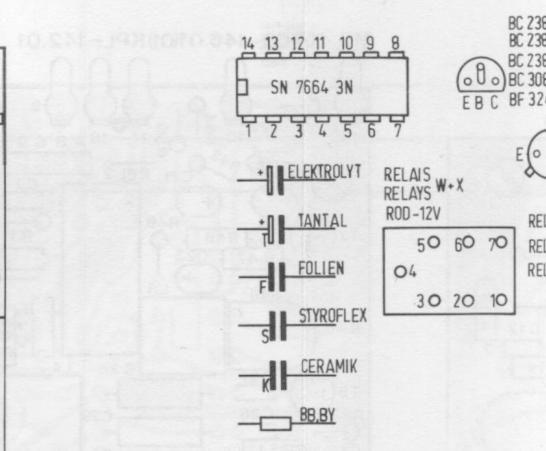 14 13 12 11 10 9 8
SN 7664 3N
1 2 3 4 5 6 7
+ ELEKTROLYT
+ TANTAL
FOLIEN
F
STYROFLEX
S
CERAMIK
K
BB,BY
BC 238
BC 238
BC 238
BC 308
E B C BF 324
E
RELAIS
RELAYS W+X
ROD-12V
5 6 7
4
3 2 1
REL
REL
REL